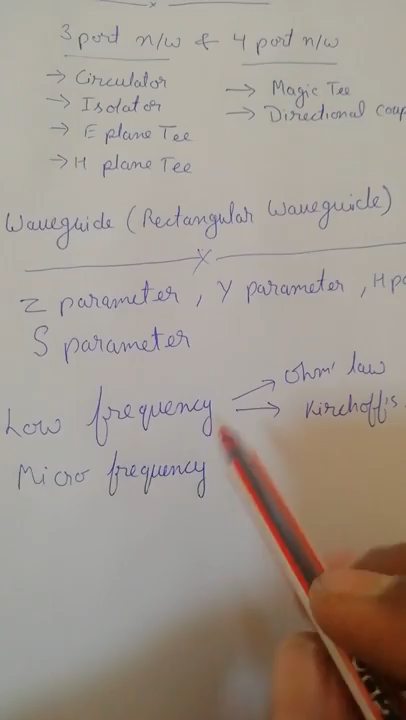 3 port n/w & 4 port n/w
→ Circulator
→ Isolator
→ E plane Tee
→ H plane Tee
→ Magic Tee
→ Directional coup
Waveguide (Rectangular Waveguide)
x
Z parameter, Y parameter, H pa
S parameter
Low frequency → Ohm' law
→ Kirchoff's
Micro frequency